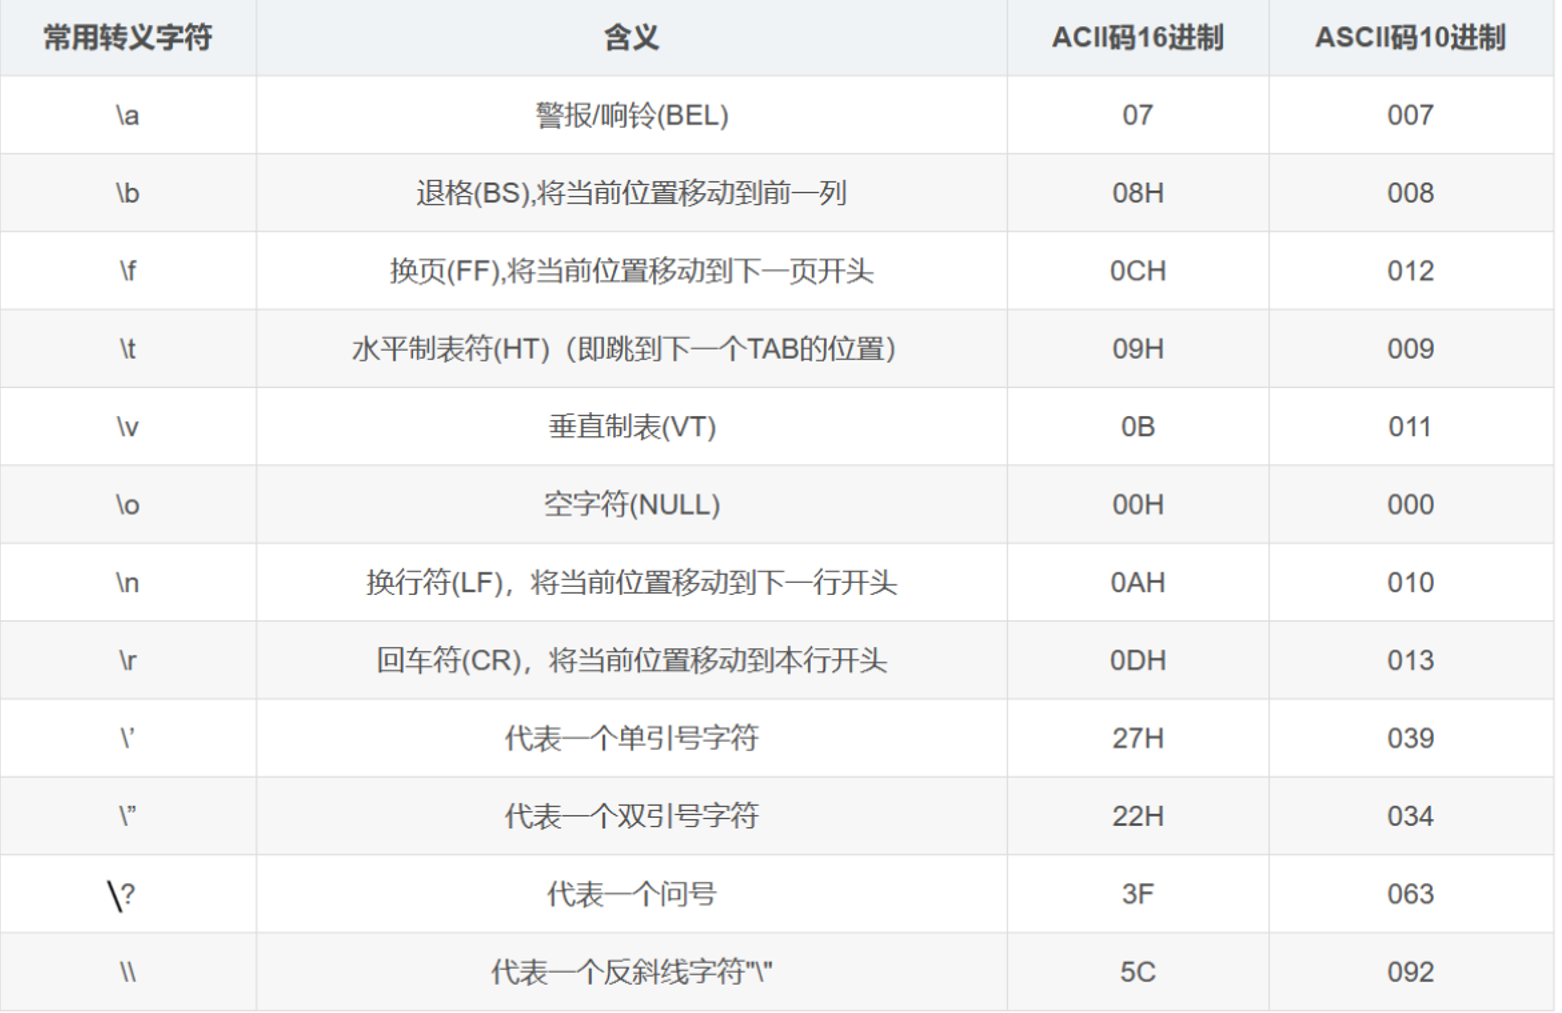 常用转义字符 含义 ACII码16进制 ASCII码10进制
\a 警报/响铃(BEL) 07 007
\b 退格(BS),将当前位置移动到前一列 08H 008
\f 换页(FF),将当前位置移动到下一页开头 0CH 012
\t 水平制表符(HT)（即跳到下一个TAB的位置） 09H 009
\v 垂直制表(VT) 0B 011
\o 空字符(NULL) 00H 000
\n 换行符(LF)，将当前位置移动到下一行开头 0AH 010
\r 回车符(CR)，将当前位置移动到本行开头 0DH 013
\’ 代表一个单引号字符 27H 039
\” 代表一个双引号字符 22H 034
\? 代表一个问号 3F 063
\\ 代表一个反斜线字符"\" 5C 092